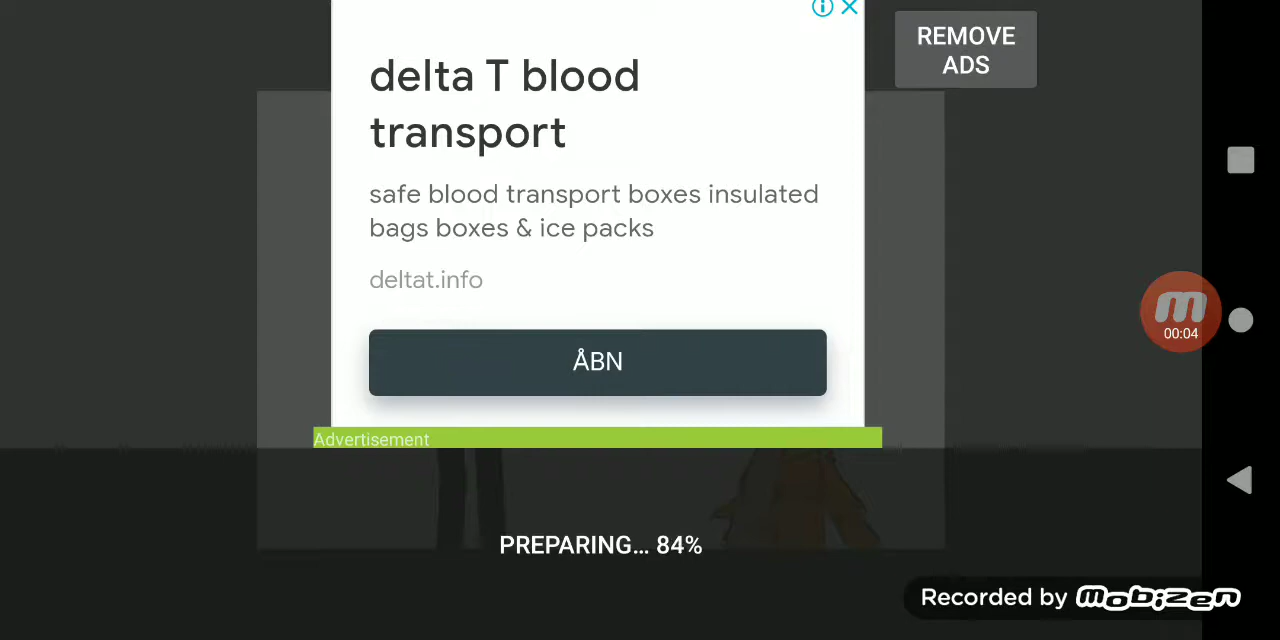 REMOVE
ADS
delta T blood
transport
safe blood transport boxes insulated
bags boxes & ice packs
deltat.info
ÅBN
00:04
Advertisement
PREPARING... 84%
Recorded by mobizen